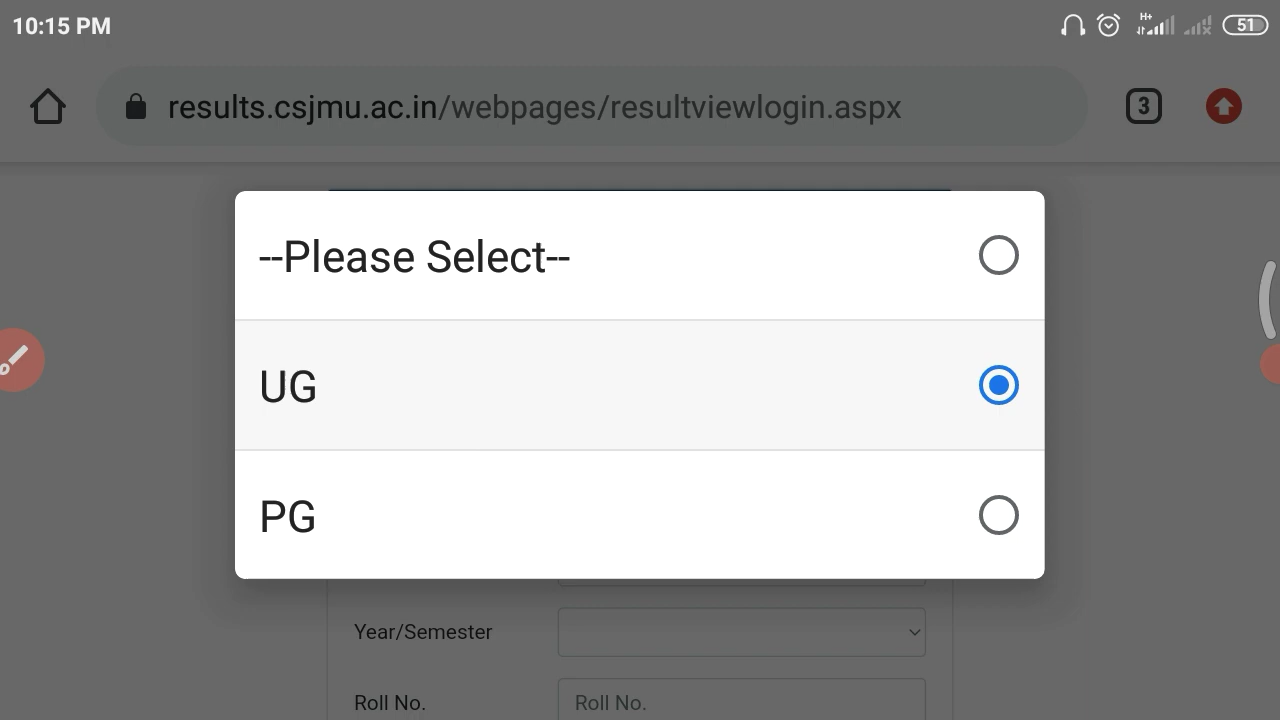 10:15 PM
H+
51
results.csjmu.ac.in/webpages/resultviewlogin.aspx
3
--Please Select--
UG
PG
Year/Semester
Roll No.
Roll No.